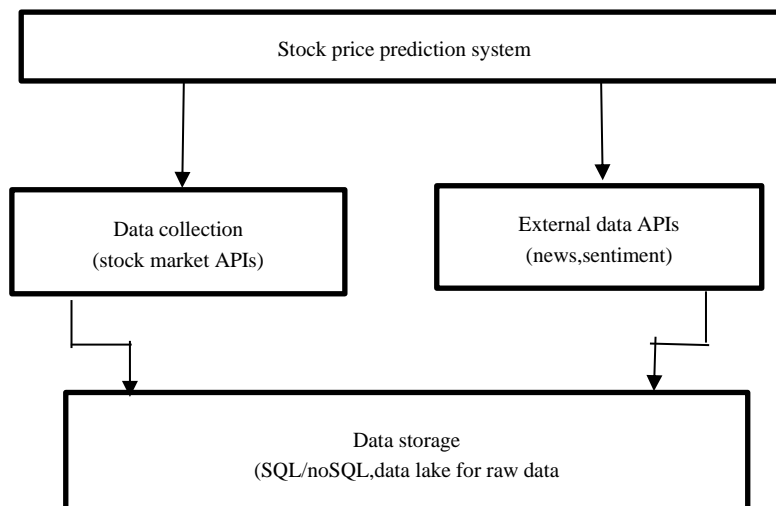 Stock price prediction system
Data collection
(stock market APIs)
External data APIs
(news,sentiment)
Data storage
(SQL/noSQL,data lake for raw data